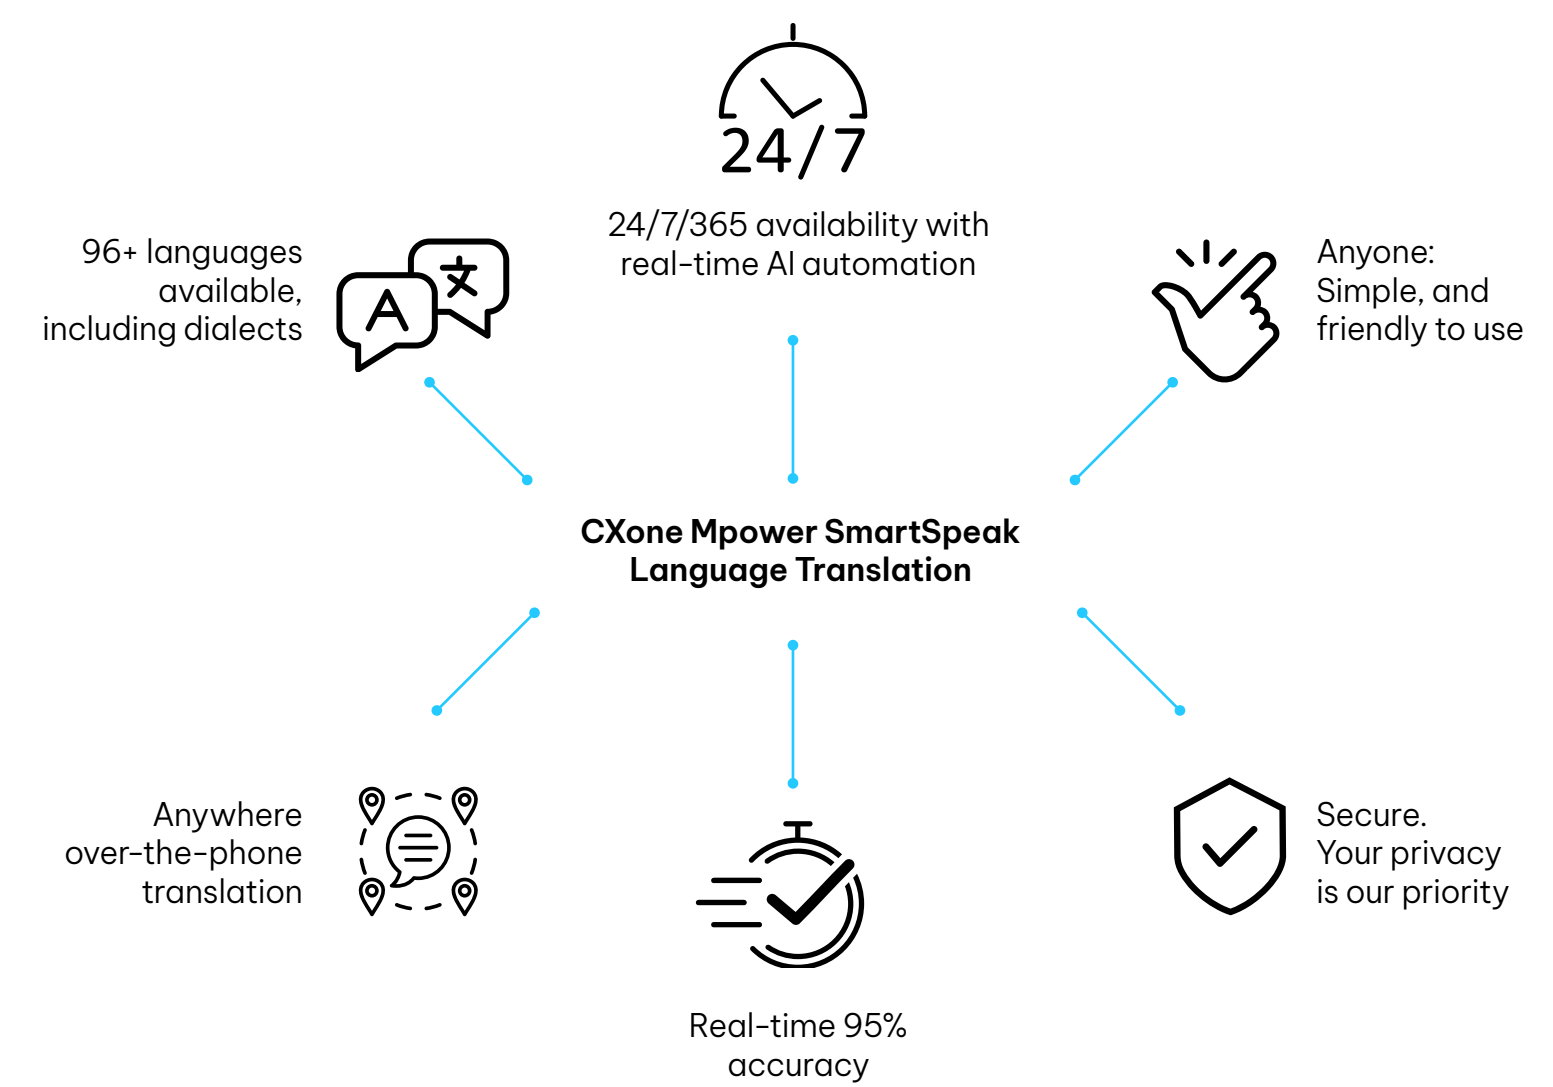 24/7
24/7/365 availability with
real-time AI automation
96+ languages
available,
including dialects
A
文
Anyone:
Simple, and
friendly to use
CXone Mpower SmartSpeak
Language Translation
Anywhere
over-the-phone
translation
Real-time 95%
accuracy
Secure.
Your privacy
is our priority